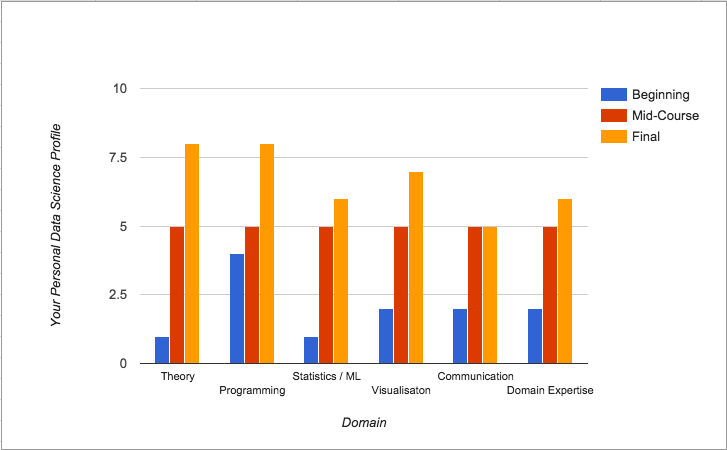 10
7.5
5
2.5
0
Your Personal Data Science Profile
Theory
Programming
Statistics / ML
Visualisaton
Communication
Domain Expertise
Domain
Beginning
Mid-Course
Final